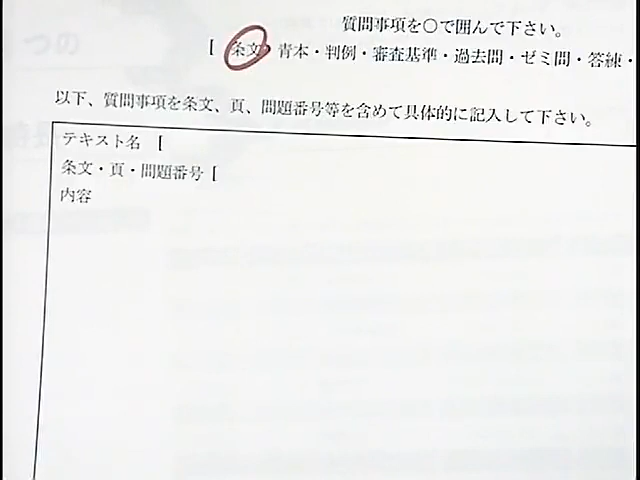 質問事項を○で囲んで下さい。
[ 条文・青本・判例・審査基準・過去問・ゼミ問・答練・
以下、質問事項を条文、頁、問題番号等を含めて具体的に記入して下さい。
テキスト名 [
条文・頁・問題番号 [
内容
つの